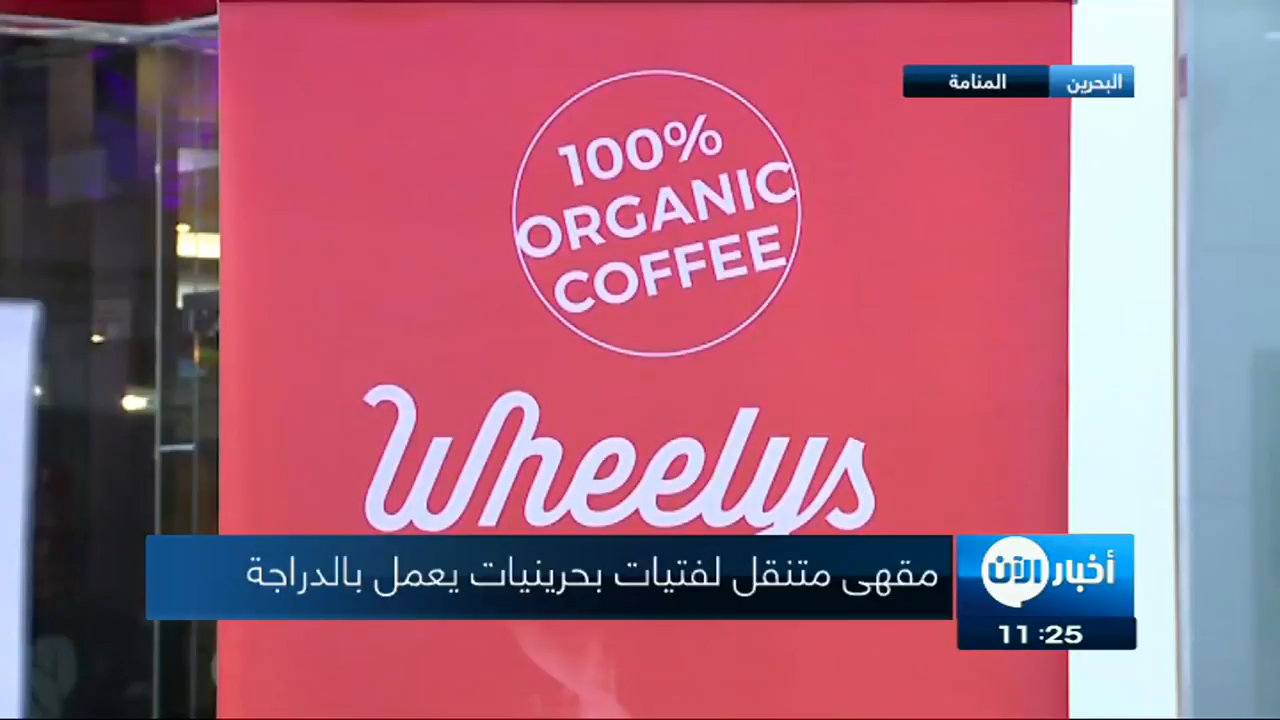 البحرين
المنامة
100%
ORGANIC
COFFEE
Wheelys
مقهى متنقل لفتيات بحرينيات يعمل بالدراجة
أخبار الآن
11:25